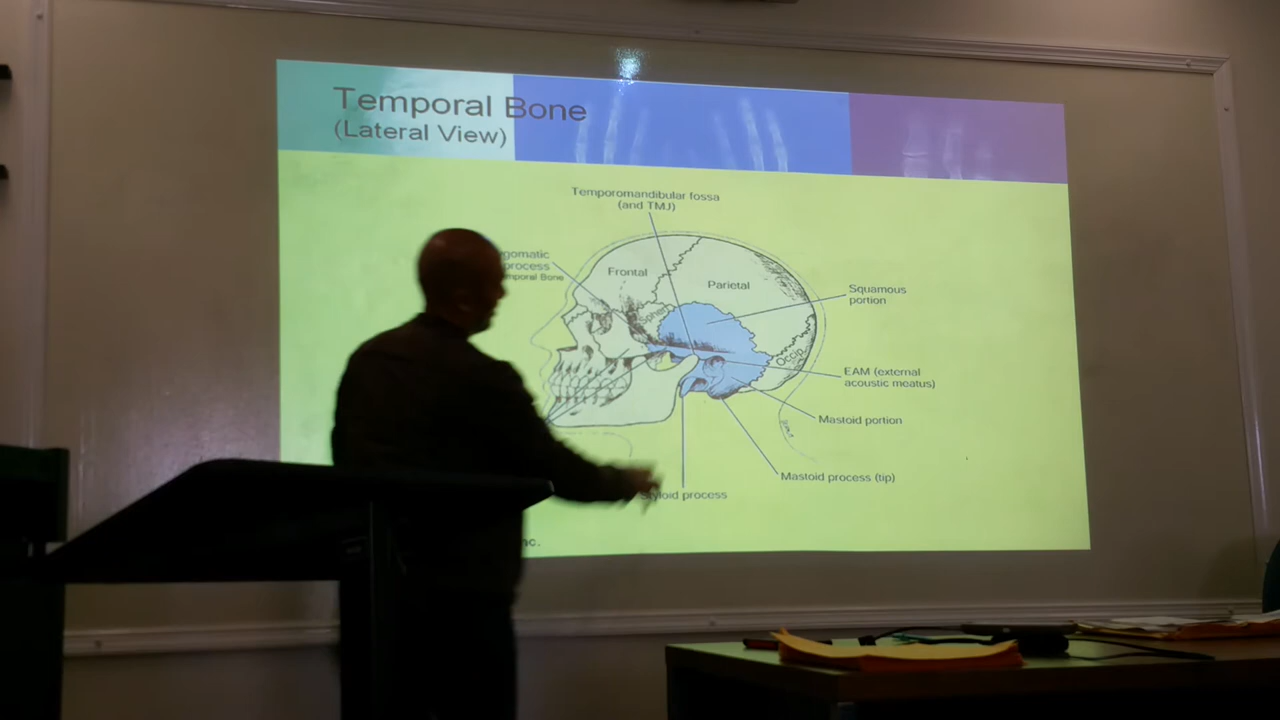 Temporal Bone
(Lateral View)
Temporomandibular fossa
(and TMJ)
process
Frontal
Parietal
Squamous
portion
Occip
EAM (external
acoustic meatus)
Mastoid portion
Mastoid process (tip)
process